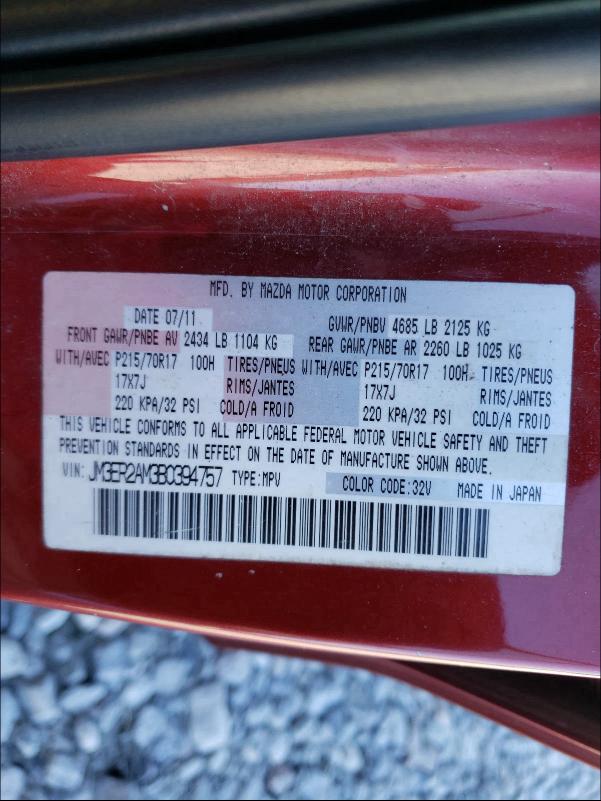 MFD. BY MAZDA MOTOR CORPORATION
DATE 07/11 GVWR/PNBV 4685 LB 2125 KG
FRONT GAWR/PNBE AV 2434 LB 1104 KG REAR GAWR/PNBE AR 2260 LB 1025 KG
WITH/AVEC P215/70R17 100H TIRES/PNEUS WITH/AVEC P215/70R17 100H TIRES/PNEUS
17X7J RIMS/JANTES 17X7J RIMS/JANTES
220 KPA/32 PSI COLD/A FROID 220 KPA/32 PSI COLD/A FROID
THIS VEHICLE CONFORMS TO ALL APPLICABLE FEDERAL MOTOR VEHICLE SAFETY AND THEFT
PREVENTION STANDARDS IN EFFECT ON THE DATE OF MANUFACTURE SHOWN ABOVE.
VIN: JM3ER2AM3B0394757 TYPE:MPV COLOR CODE:32V MADE IN JAPAN